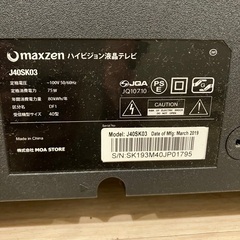 maxzen ハイビジョン液晶テレビ
J40SK03
定格電圧 ~100V 50/60Hz
定格消費電力 75W
年間消費電力量 80kWh/年
区分名 DF1
受信機型サイズ 40型
Made in China
株式会社 MOA STORE
JQA
JQ10710
Model: J40SK03 Date of Mfg: March 2019
S/N:SK193M40JP01795